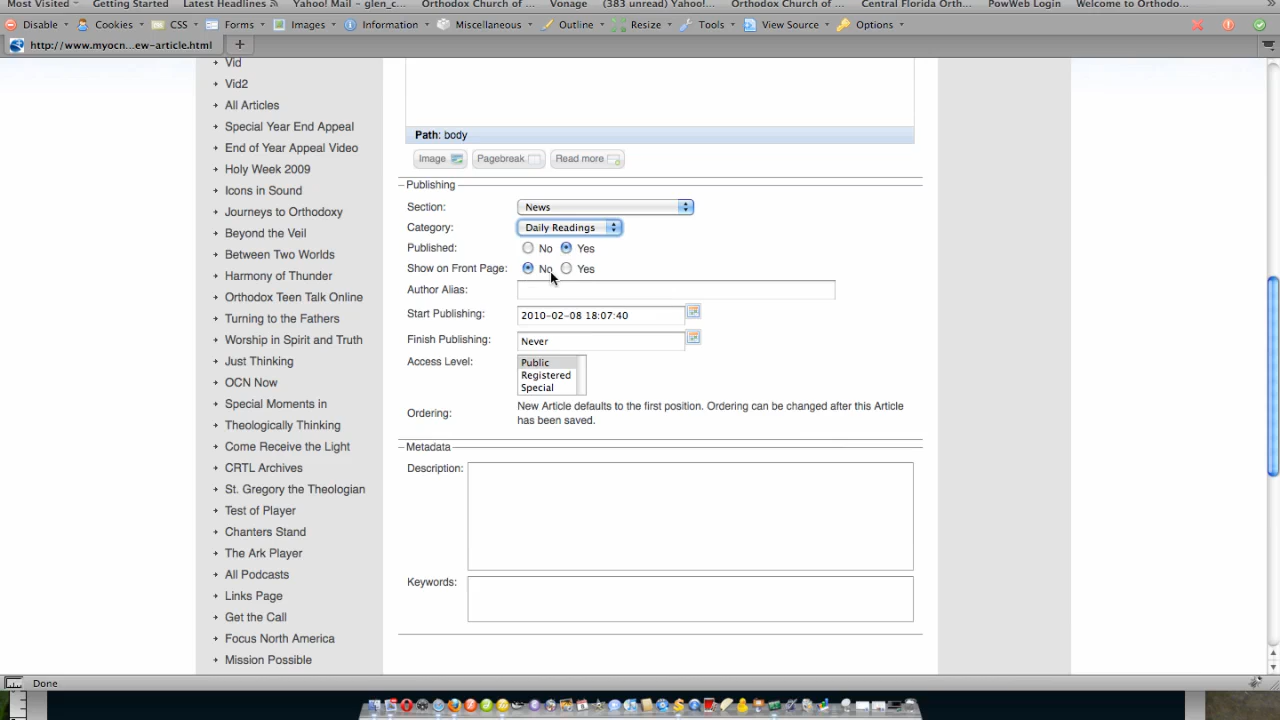 Most Visited
Getting Started
Latest Headlines
Yahoo! Mail - glen_c...
Orthodox Church of ...
Vonage
(383 unread) Yahoo!...
Orthodox Church of ...
Central Florida Orth...
PowWeb Login
Welcome to Orthodo...
Disable
Cookies
CSS
Forms
Images
Information
Miscellaneous
Outline
Resize
Tools
View Source
Options
http://www.myocn...ew-article.html
Vid
Vid2
All Articles
Special Year End Appeal
End of Year Appeal Video
Holy Week 2009
Icons in Sound
Journeys to Orthodoxy
Beyond the Veil
Between Two Worlds
Harmony of Thunder
Orthodox Teen Talk Online
Turning to the Fathers
Worship in Spirit and Truth
Just Thinking
OCN Now
Special Moments in
Theologically Thinking
Come Receive the Light
CRTL Archives
St. Gregory the Theologian
Test of Player
Chanters Stand
The Ark Player
All Podcasts
Links Page
Get the Call
Focus North America
Mission Possible
Path: body
Image
Pagebreak
Read more
Publishing
Section: News
Category: Daily Readings
Published: No Yes
Show on Front Page: No Yes
Author Alias:
Start Publishing: 2010-02-08 18:07:40
Finish Publishing: Never
Access Level: Public
Registered
Special
Ordering: New Article defaults to the first position. Ordering can be changed after this Article
has been saved.
Metadata
Description:
Keywords:
Done